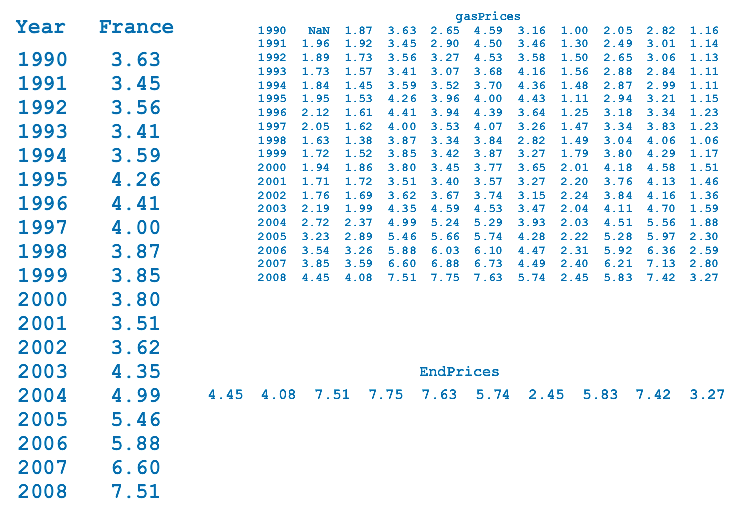 Year France
1990 3.63
1991 3.45
1992 3.56
1993 3.41
1994 3.59
1995 4.26
1996 4.41
1997 4.00
1998 3.87
1999 3.85
2000 3.80
2001 3.51
2002 3.62
2003 4.35
2004 4.99
2005 5.46
2006 5.88
2007 6.60
2008 7.51
gasPrices
1990 NaN 1.87 3.63 2.65 4.59 3.16 1.00 2.05 2.82 1.16
1991 1.96 1.92 3.45 2.90 4.50 3.46 1.30 2.49 3.01 1.14
1992 1.89 1.73 3.56 3.27 4.53 3.58 1.50 2.65 3.06 1.13
1993 1.73 1.57 3.41 3.07 3.68 4.16 1.56 2.88 2.84 1.11
1994 1.84 1.45 3.59 3.52 3.70 4.36 1.48 2.87 2.99 1.11
1995 1.95 1.53 4.26 3.96 4.00 4.43 1.11 2.94 3.21 1.15
1996 2.12 1.61 4.41 3.94 4.39 3.64 1.25 3.18 3.34 1.23
1997 2.05 1.62 4.00 3.53 4.07 3.26 1.47 3.34 3.83 1.23
1998 1.63 1.38 3.87 3.34 3.84 2.82 1.49 3.04 4.06 1.06
1999 1.72 1.52 3.85 3.42 3.87 3.27 1.79 3.80 4.29 1.17
2000 1.94 1.86 3.80 3.45 3.77 3.65 2.01 4.18 4.58 1.51
2001 1.71 1.72 3.51 3.40 3.57 3.27 2.20 3.76 4.13 1.46
2002 1.76 1.69 3.62 3.67 3.74 3.15 2.24 3.84 4.16 1.36
2003 2.19 1.99 4.35 4.59 4.53 3.47 2.04 4.11 4.70 1.59
2004 2.72 2.37 4.99 5.24 5.29 3.93 2.03 4.51 5.56 1.88
2005 3.23 2.89 5.46 5.66 5.74 4.28 2.22 5.28 5.97 2.30
2006 3.54 3.26 5.88 6.03 6.10 4.47 2.31 5.92 6.36 2.59
2007 3.85 3.59 6.60 6.88 6.73 4.49 2.40 6.21 7.13 2.80
2008 4.45 4.08 7.51 7.75 7.63 5.74 2.45 5.83 7.42 3.27
EndPrices
4.45 4.08 7.51 7.75 7.63 5.74 2.45 5.83 7.42 3.27